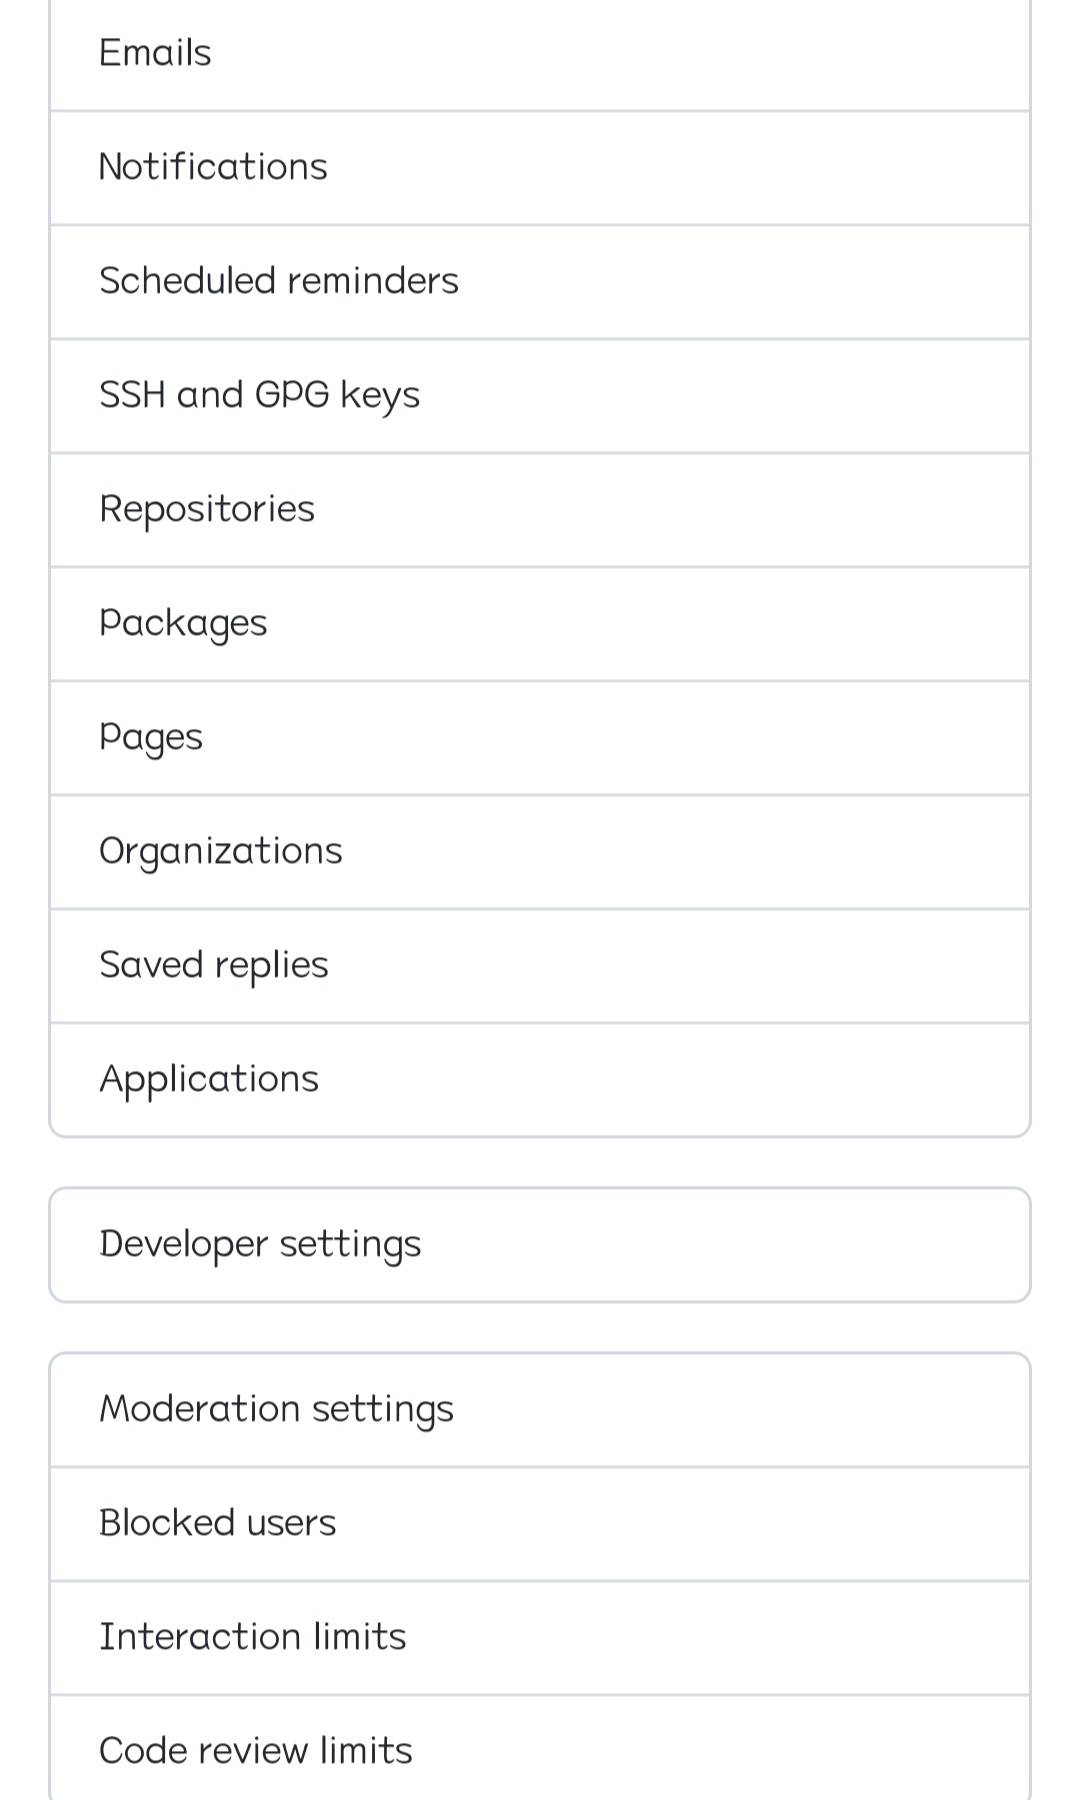 Emails
Notifications
Scheduled reminders
SSH and GPG keys
Repositories
Packages
Pages
Organizations
Saved replies
Applications
Developer settings
Moderation settings
Blocked users
Interaction limits
Code review limits